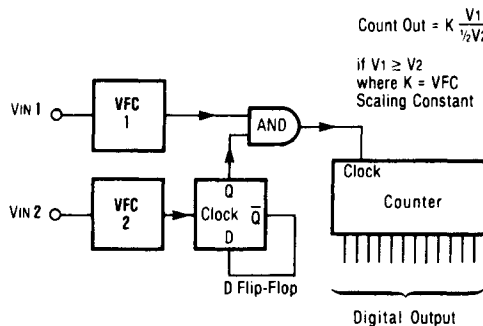 Count Out = K V1
½V2
if V1 ≥ V2
where K = VFC
Scaling Constant
VIN 1
VFC
1
AND
VIN 2
VFC
2
Q
Clock Q̅
D
D Flip-Flop
Clock
Counter
Digital Output